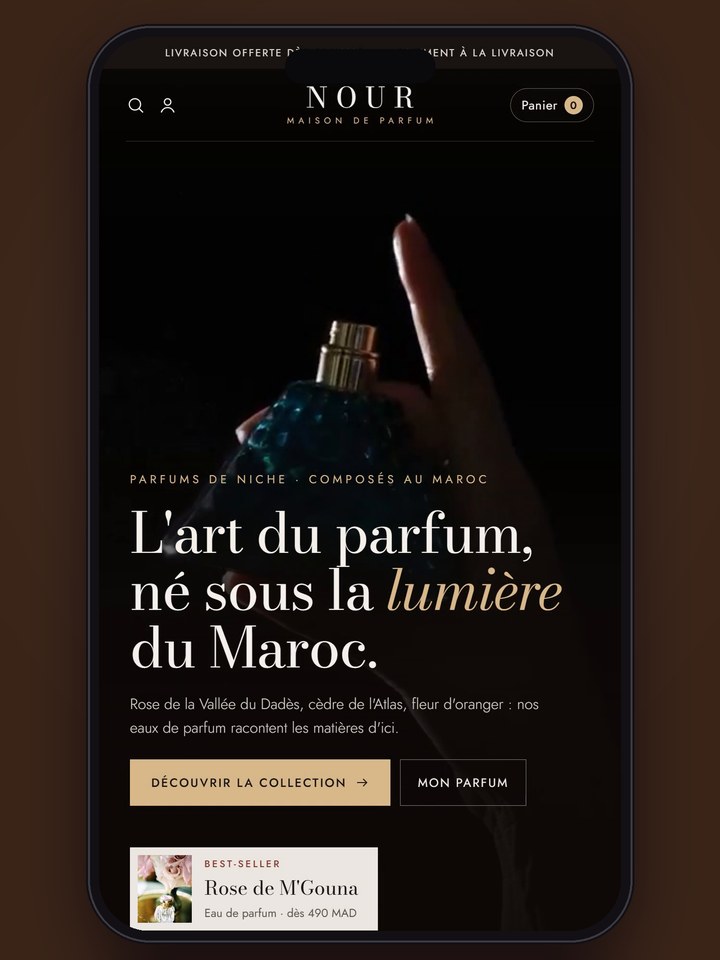 LIVRAISON OFFERTE À LA LIVRAISON
NOUR
MAISON DE PARFUM
Panier 0
PARFUMS DE NICHE · COMPOSÉS AU MAROC
L'art du parfum,
né sous la lumière
du Maroc.
Rose de la Vallée du Dadès, cèdre de l'Atlas, fleur d'oranger : nos
eaux de parfum racontent les matières d'ici.
DÉCOUVRIR LA COLLECTION →
MON PARFUM
BEST-SELLER
Rose de M'Gouna
Eau de parfum · dès 490 MAD